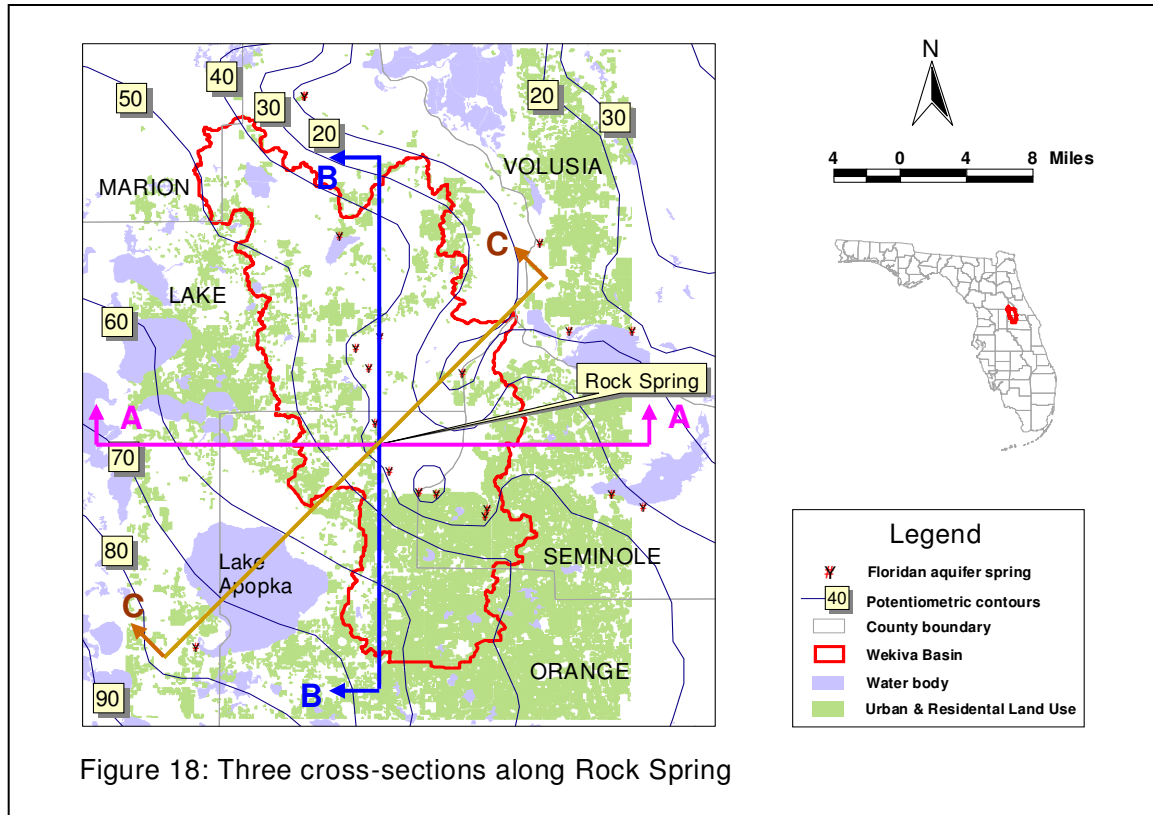 40
50
30
20
20
30
N
4 0 4 8 Miles
VOLUSIA
B
MARION
C
LAKE
60
Rock Spring
A
A
70
80
Lake
Apopka
SEMINOLE
C
ORANGE
90
B
Legend
Floridan aquifer spring
40 Potentiometric contours
County boundary
Wekiva Basin
Water body
Urban & Residental Land Use
Figure 18: Three cross-sections along Rock Spring